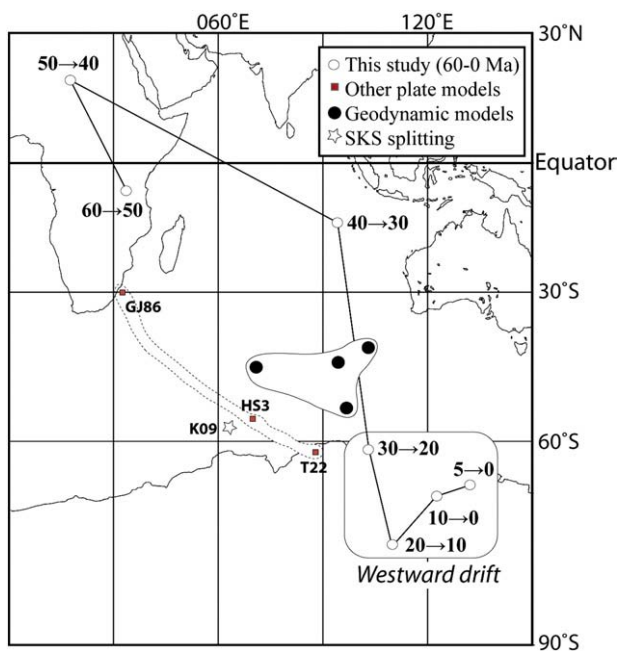 060˚E 120˚E
30˚N
50→40
This study (60-0 Ma)
Other plate models
Geodynamic models
SKS splitting
Equator
60→50
40→30
30˚S
GJ86
HS3
K09
T22
60˚S
30→20
5→0
10→0
20→10
Westward drift
90˚S